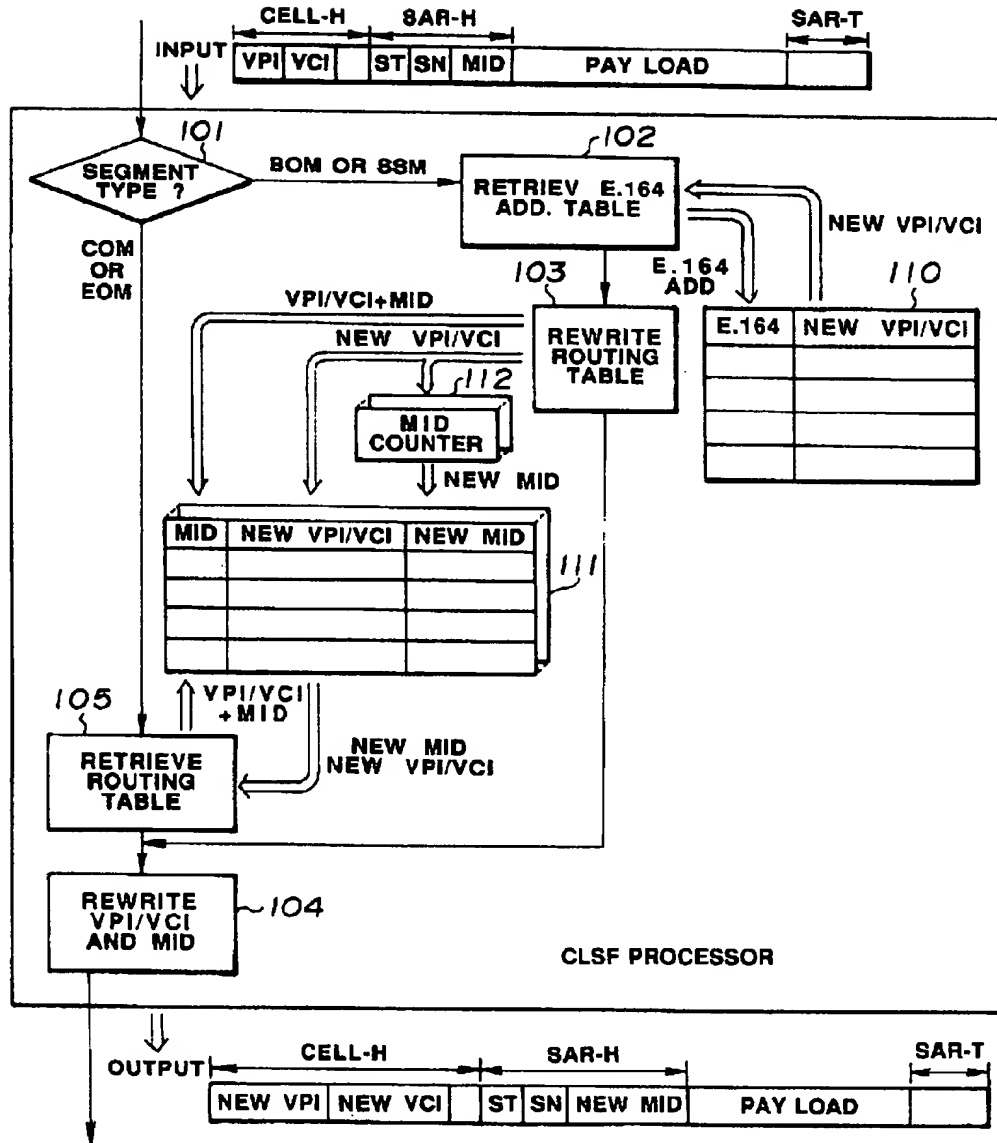 CELL-H SAR-H SAR-T
INPUT
VPI VCI ST SN MID PAY LOAD
101
SEGMENT
TYPE ?
BOM OR SSM
102
RETRIEV E.164
ADD. TABLE
NEW VPI/VCI
COM
OR
EOM
E.164
ADD
110
E.164 NEW VPI/VCI
103
REWRITE
ROUTING
TABLE
VPI/VCI+MID
NEW VPI/VCI
112
MID
COUNTER
NEW MID
MID NEW VPI/VCI NEW MID
111
VPI/VCI
+MID
105
RETRIEVE
ROUTING
TABLE
NEW MID
NEW VPI/VCI
REWRITE
VPI/VCI
AND MID
104
CLSF PROCESSOR
OUTPUT
CELL-H SAR-H SAR-T
NEW VPI NEW VCI ST SN NEW MID PAY LOAD